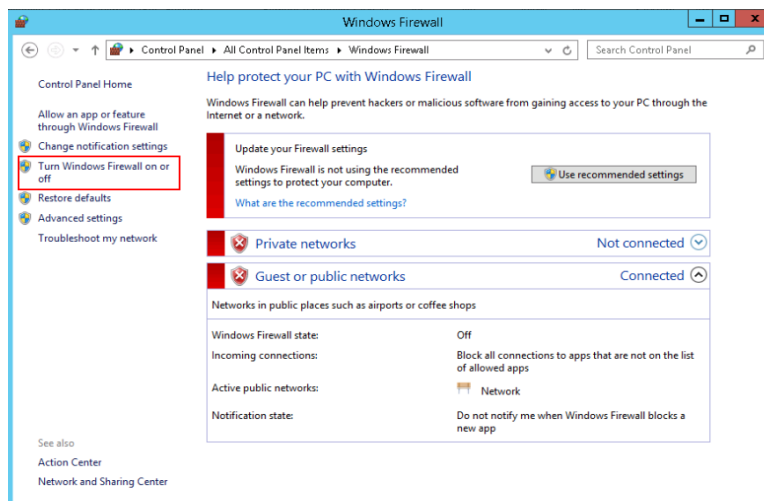 Windows Firewall
Control Panel ▸ All Control Panel Items ▸ Windows Firewall
Search Control Panel
Control Panel Home
Allow an app or feature
through Windows Firewall
Change notification settings
Turn Windows Firewall on or
off
Restore defaults
Advanced settings
Troubleshoot my network
See also
Action Center
Network and Sharing Center
Help protect your PC with Windows Firewall
Windows Firewall can help prevent hackers or malicious software from gaining access to your PC through the
Internet or a network.
Update your Firewall settings
Windows Firewall is not using the recommended
settings to protect your computer.
Use recommended settings
What are the recommended settings?
Private networks Not connected
Guest or public networks Connected
Networks in public places such as airports or coffee shops
Windows Firewall state: Off
Incoming connections: Block all connections to apps that are not on the list
of allowed apps
Active public networks: Network
Notification state: Do not notify me when Windows Firewall blocks a
new app